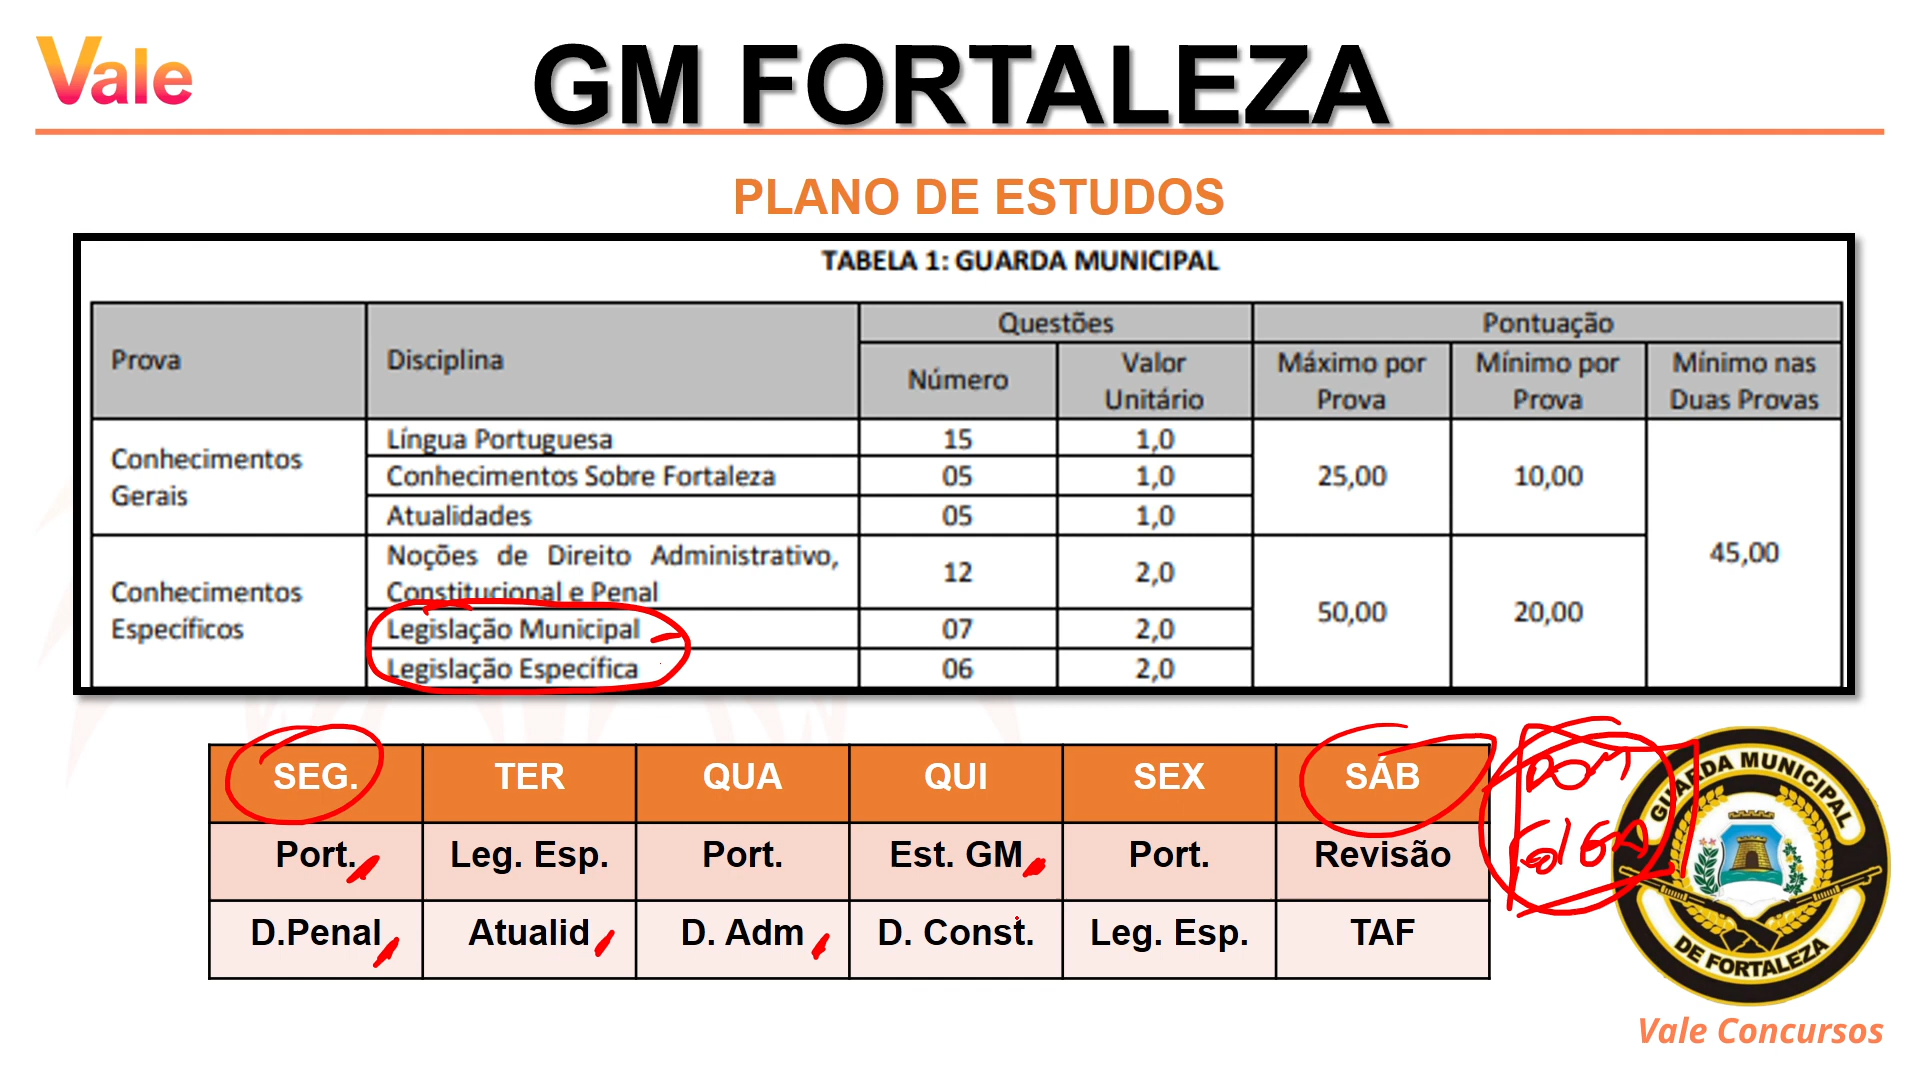 Vale
GM FORTALEZA
PLANO DE ESTUDOS
TABELA 1: GUARDA MUNICIPAL
Prova
Disciplina
Questões
Pontuação
Número
Valor
Unitário
Máximo por
Prova
Mínimo por
Prova
Mínimo nas
Duas Provas
Conhecimentos
Gerais
Língua Portuguesa 15 1,0
Conhecimentos Sobre Fortaleza 05 1,0
Atualidades 05 1,0
25,00 10,00
Conhecimentos
Específicos
Noções de Direito Administrativo,
Constitucional e Penal
12 2,0
Legislação Municipal 07 2,0
Legislação Específica 06 2,0
50,00 20,00
45,00
SEG. TER QUA QUI SEX SÁB
Port. Leg. Esp. Port. Est. GM Port. Revisão
D.Penal Atualid D. Adm D. Const. Leg. Esp. TAF
DOM
FOLGA
GUARDA MUNICIPAL
DE FORTALEZA
Vale Concursos